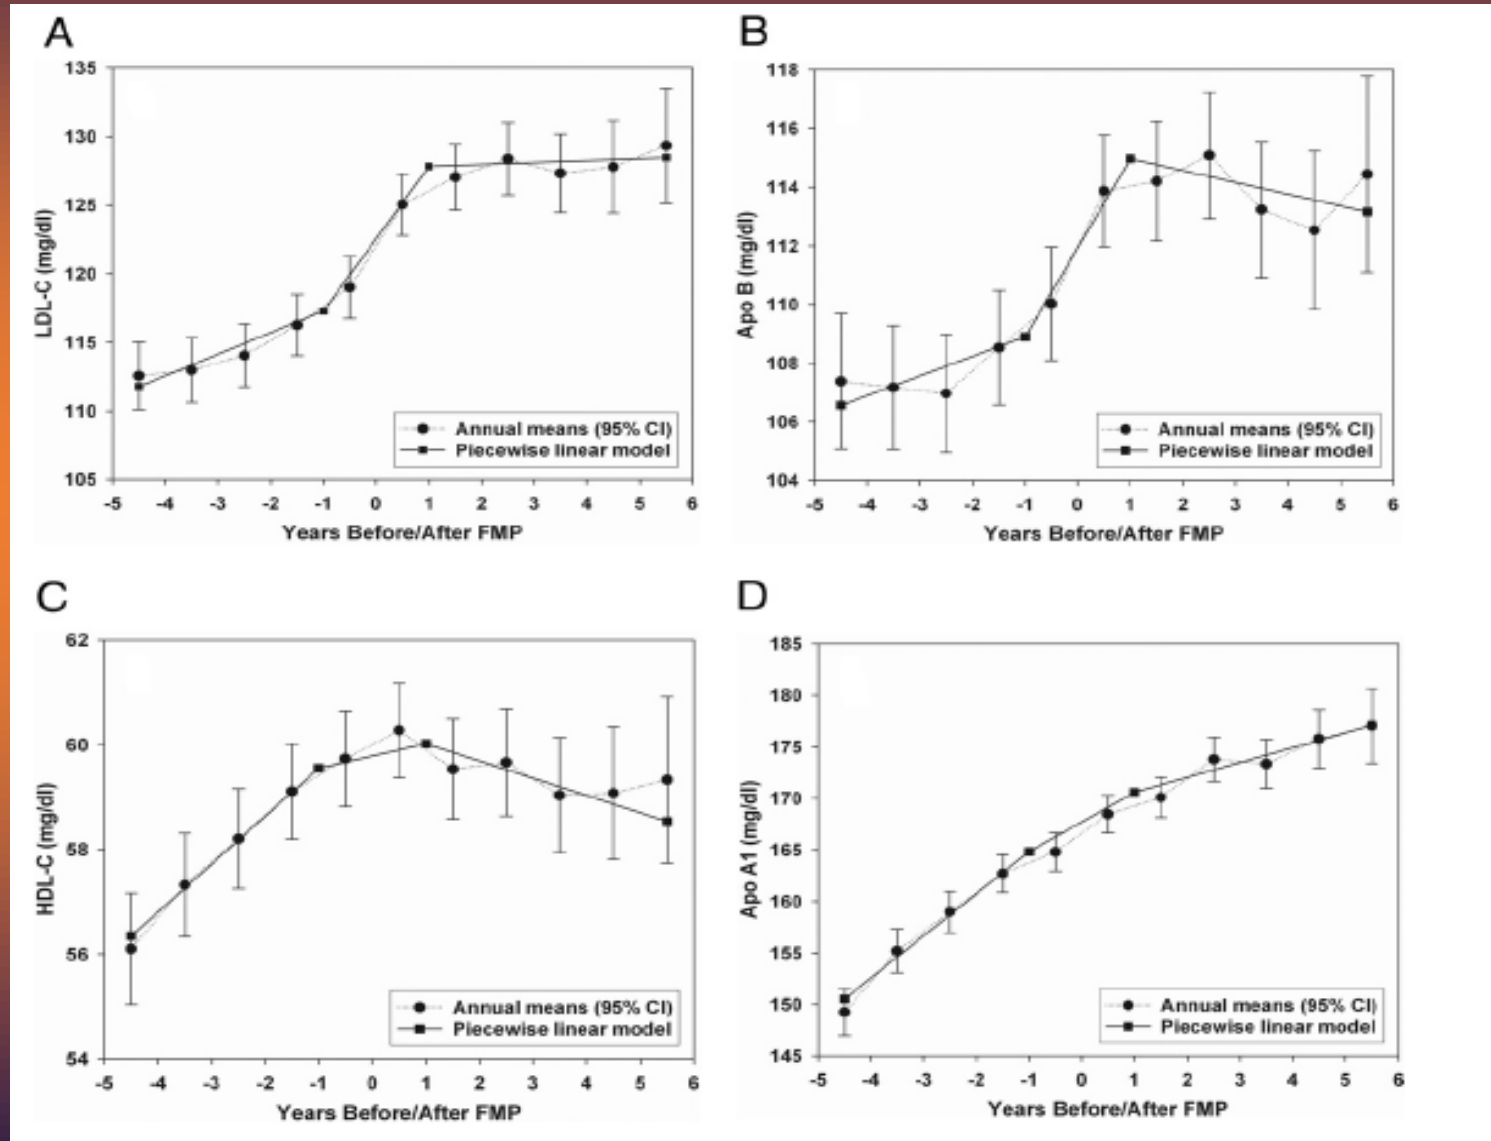 A
135
130
125
120
115
110
105
LDL-C (mg/dl)
Annual means (95% CI)
Piecewise linear model
-5 -4 -3 -2 -1 0 1 2 3 4 5 6
Years Before/After FMP
B
118
116
114
112
110
108
106
104
Apo B (mg/dl)
Annual means (95% CI)
Piecewise linear model
-5 -4 -3 -2 -1 0 1 2 3 4 5 6
Years Before/After FMP
C
62
60
58
56
54
HDL-C (mg/dl)
Annual means (95% CI)
Piecewise linear model
-5 -4 -3 -2 -1 0 1 2 3 4 5 6
Years Before/After FMP
D
185
180
175
170
165
160
155
150
145
Apo A1 (mg/dl)
Annual means (95% CI)
Piecewise linear model
-5 -4 -3 -2 -1 0 1 2 3 4 5 6
Years Before/After FMP